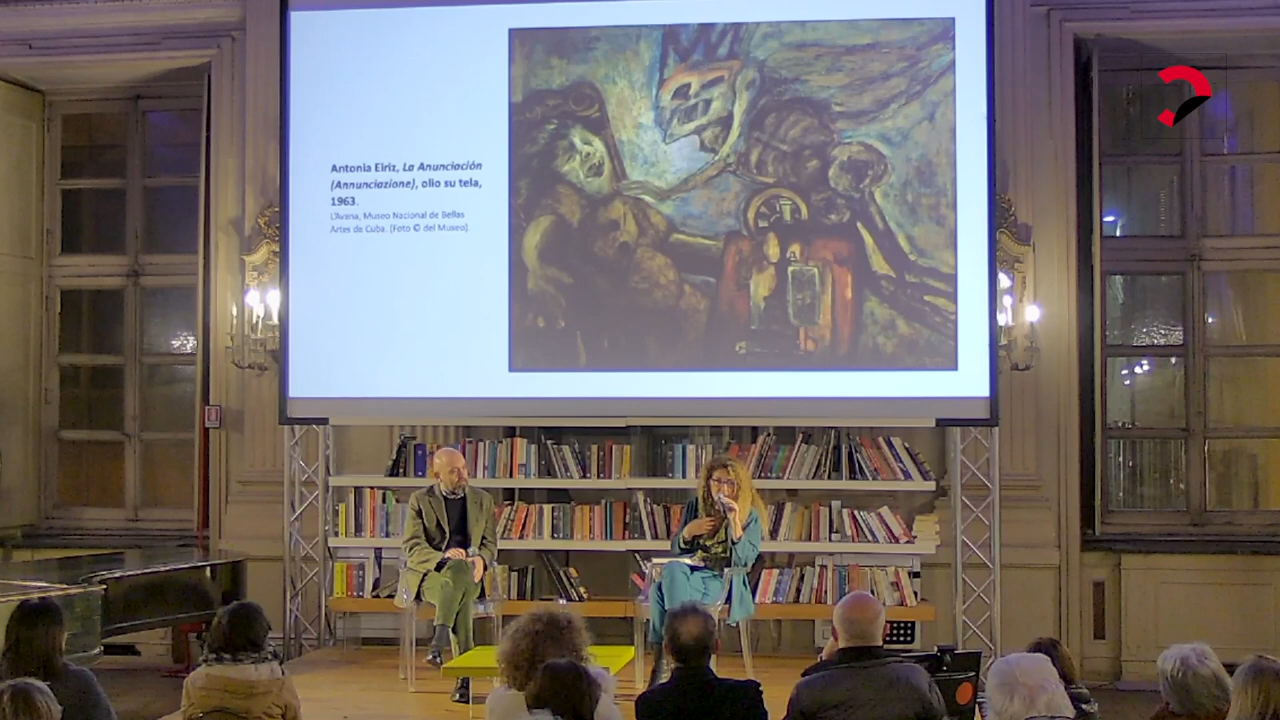 Antonia Eiriz, La Anunciación
(Annunciazione), olio su tela,
1963.
L'Avana, Museo Nacional de Bellas
Artes de Cuba. (Foto © del Museo).